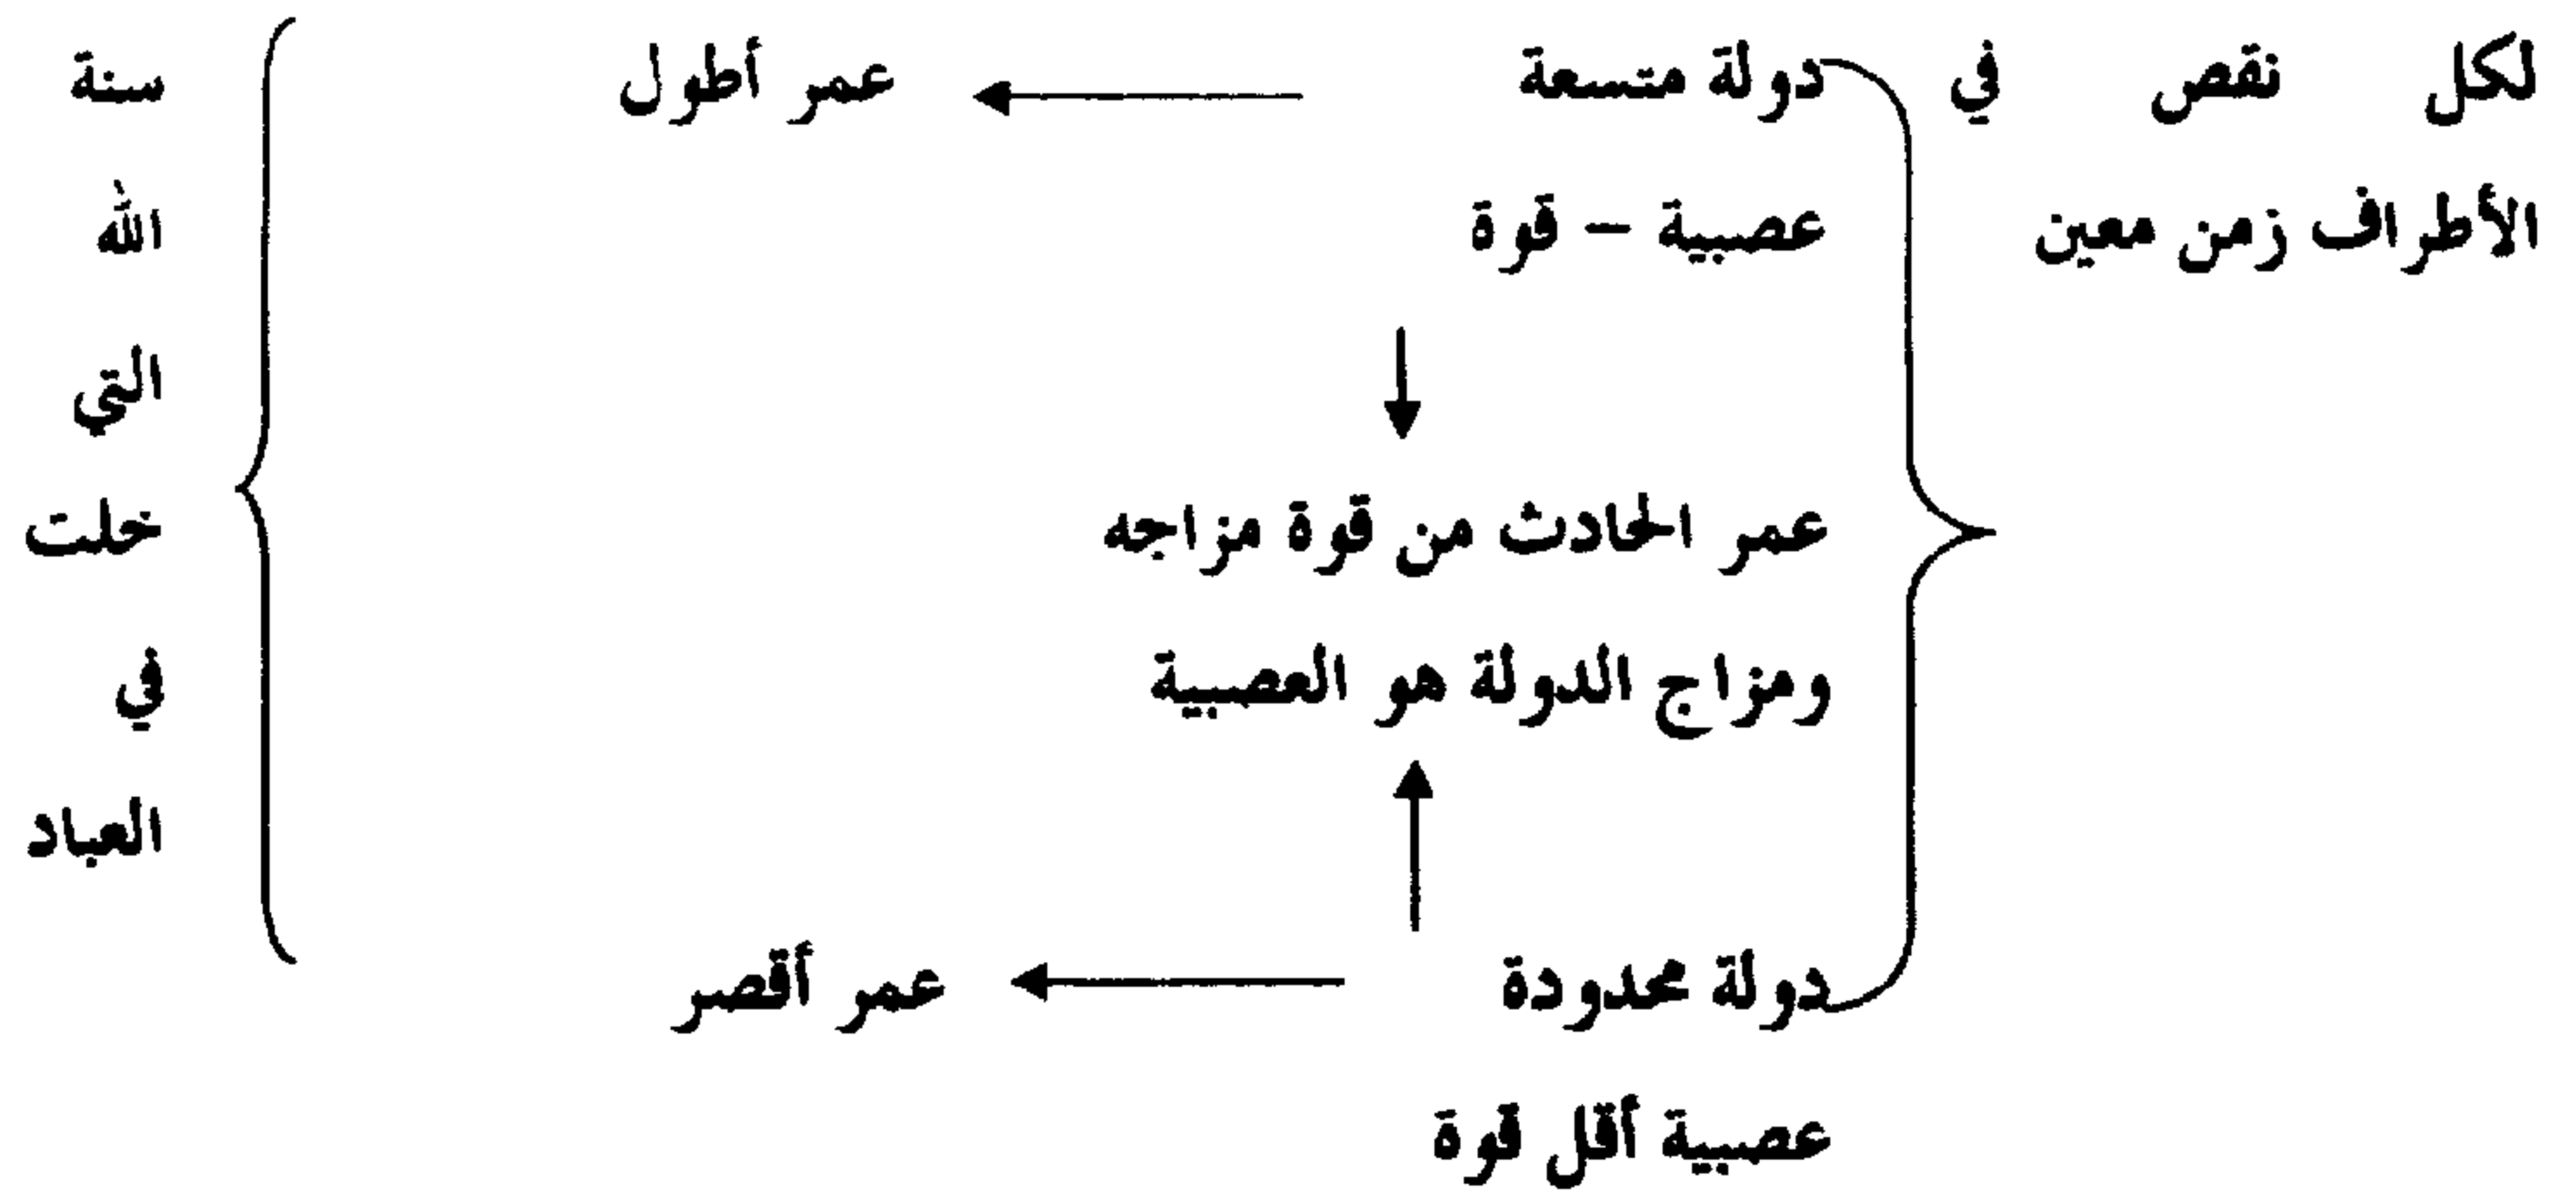 لكل نقص في
الأطراف زمن معين
دولة متسعة
عصبية – قوة
عمر أطول
عمر الحادث من قوة مزاجه
ومزاج الدولة هو العصبية
دولة محدودة
عصبية أقل قوة
عمر أقصر
سنة
الله
التي
خلت
في
العباد